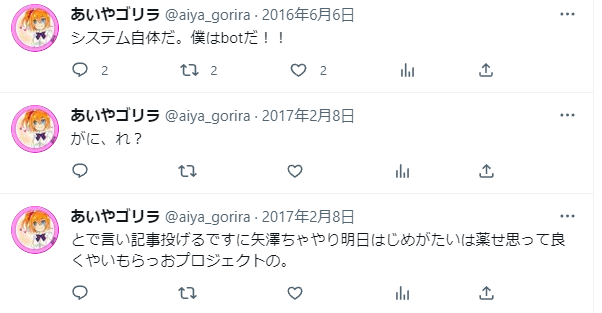 あいやゴリラ @aiya_gorira · 2016年6月6日
システム自体だ。僕はbotだ！！
2 2 2
あいやゴリラ @aiya_gorira · 2017年2月8日
がに、れ？
あいやゴリラ @aiya_gorira · 2017年2月8日
とで言い記事投げるですに矢澤ちゃやり明日はじめがたいは薬せ思って良
くやいもらっおプロジェクトの。